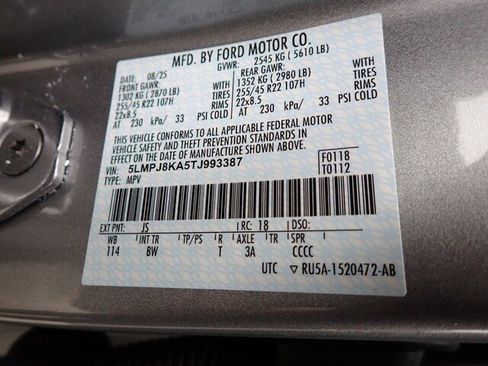 MFD. BY FORD MOTOR CO.
DATE: 08/25 GVWR: 2545 KG ( 5610 LB)
FRONT GAWR: REAR GAWR:
1302 KG ( 2870 LB) WITH 1352 KG ( 2980 LB) WITH
255/45 R22 107H TIRES 255/45 R22 107H TIRES
22x8.5 RIMS 22x8.5 RIMS
AT 230 kPa/ 33 PSI COLD AT 230 kPa/ 33 PSI COLD
THIS VEHICLE CONFORMS TO ALL APPLICABLE FEDERAL MOTOR
VEHICLE SAFETY AND THEFT PREVENTION STANDARDS IN
EFFECT ON THE DATE OF MANUFACTURE SHOWN ABOVE.
VIN: 5LMPJ8KA5TJ993387 F0118
TYPE: MPV T0112
EXT PNT: JS RC: 18 DSO:
WB INT TR TP/PS R AXLE TR SPR
114 BW T 3A CCCC
UTC ▽ RU5A-1520472-AB